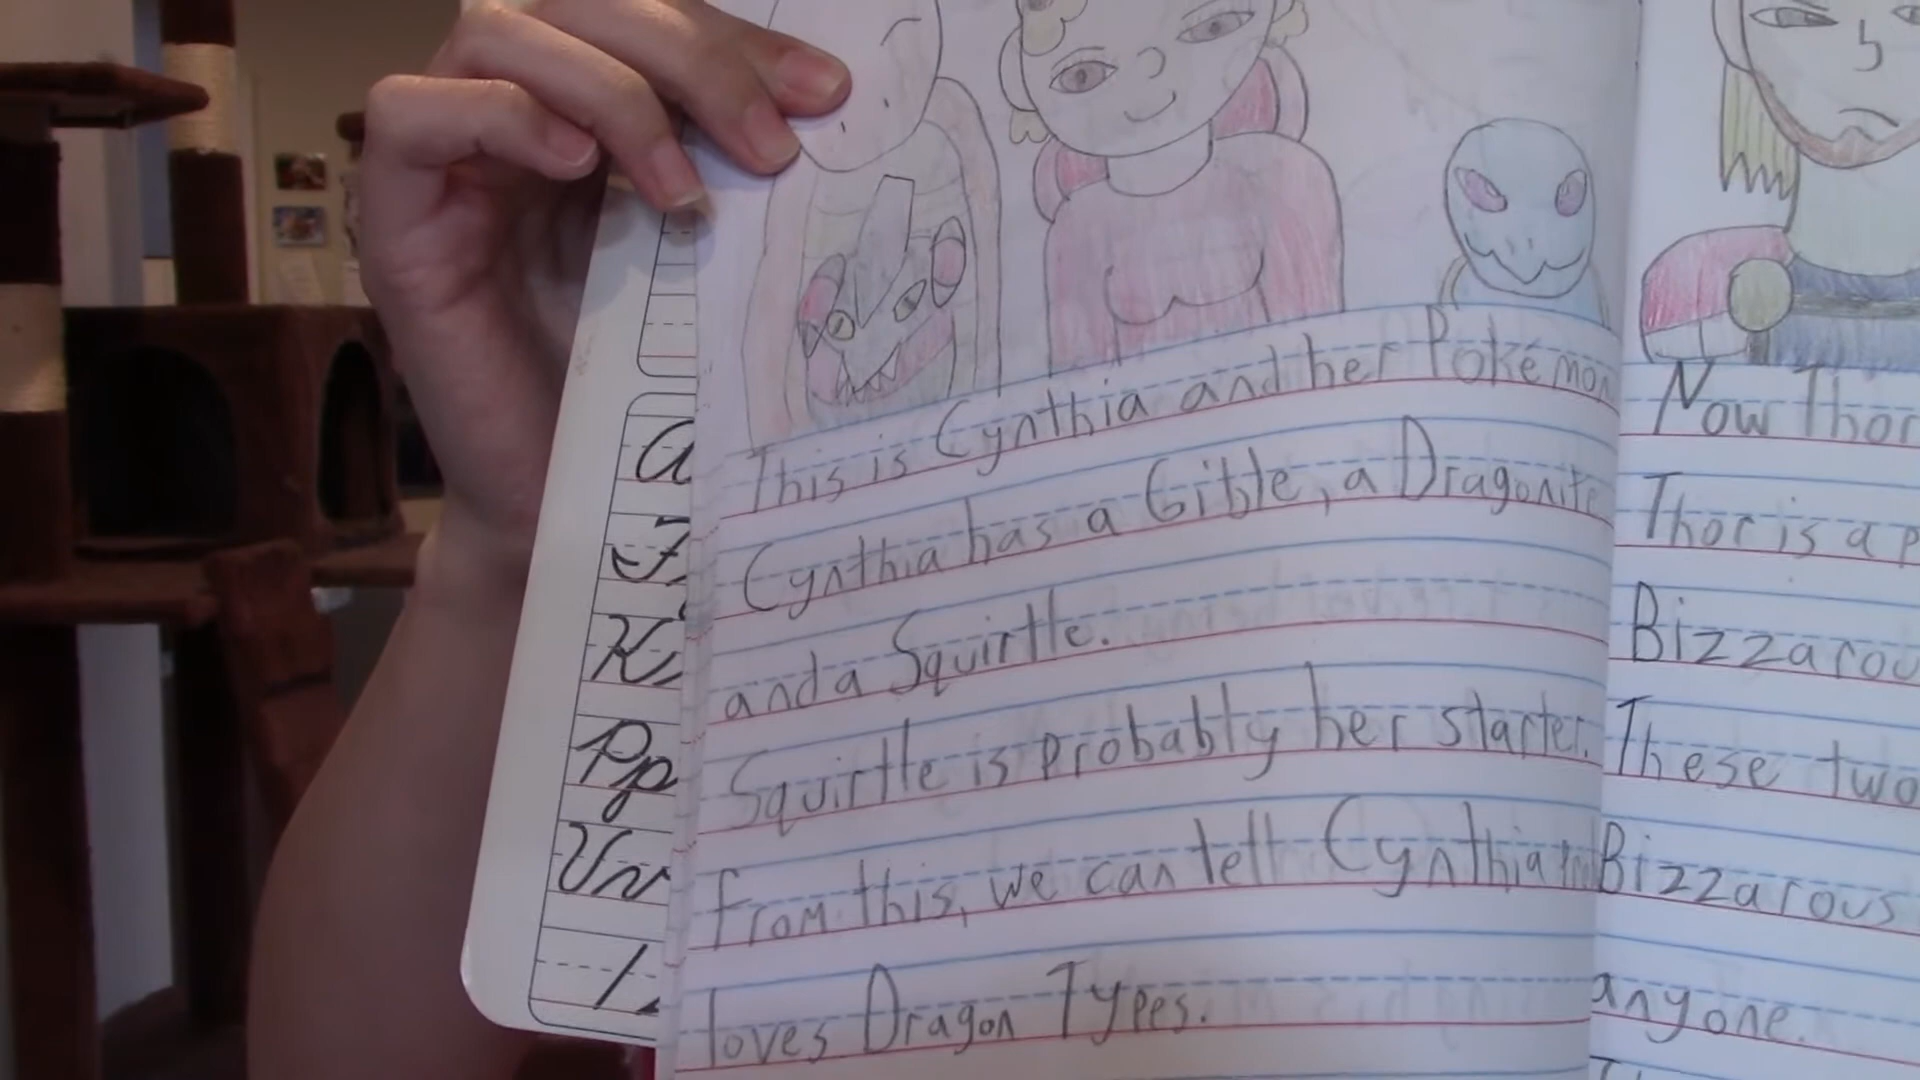 This is Cynthia and her Pokémon
Cynthia has a Gible, a Dragonite
and a Squirtle.
Squirtle is probably her starter.
From this, we can tell Cynthia
loves Dragon Types.
Now Thor
Thor is a p
Bizzarou
These two
Bizzarous
anyone.
a
K
Pp